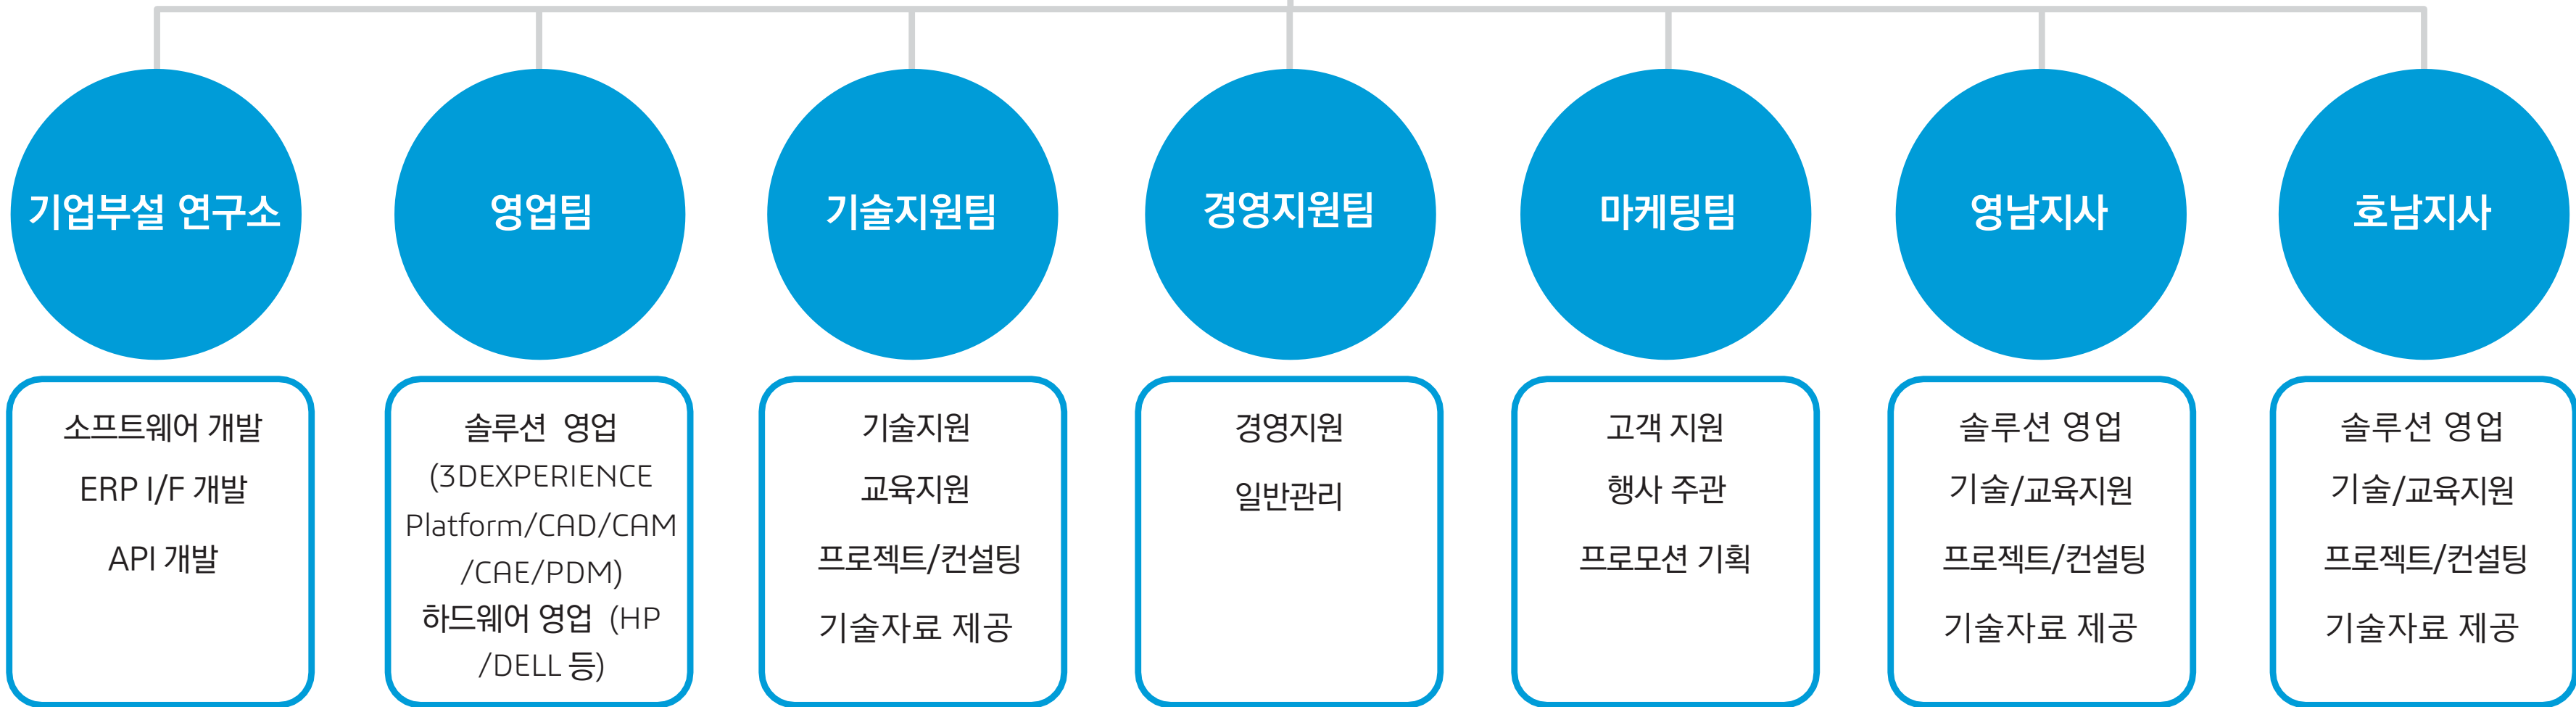 기업부설 연구소
소프트웨어 개발
ERP I/F 개발
API 개발
영업팀
솔루션 영업
(3DEXPERIENCE
Platform/CAD/CAM
/CAE/PDM)
하드웨어 영업 (HP
/DELL 등)
기술지원팀
기술지원
교육지원
프로젝트/컨설팅
기술자료 제공
경영지원팀
경영지원
일반관리
마케팅팀
고객 지원
행사 주관
프로모션 기획
영남지사
솔루션 영업
기술/교육지원
프로젝트/컨설팅
기술자료 제공
호남지사
솔루션 영업
기술/교육지원
프로젝트/컨설팅
기술자료 제공